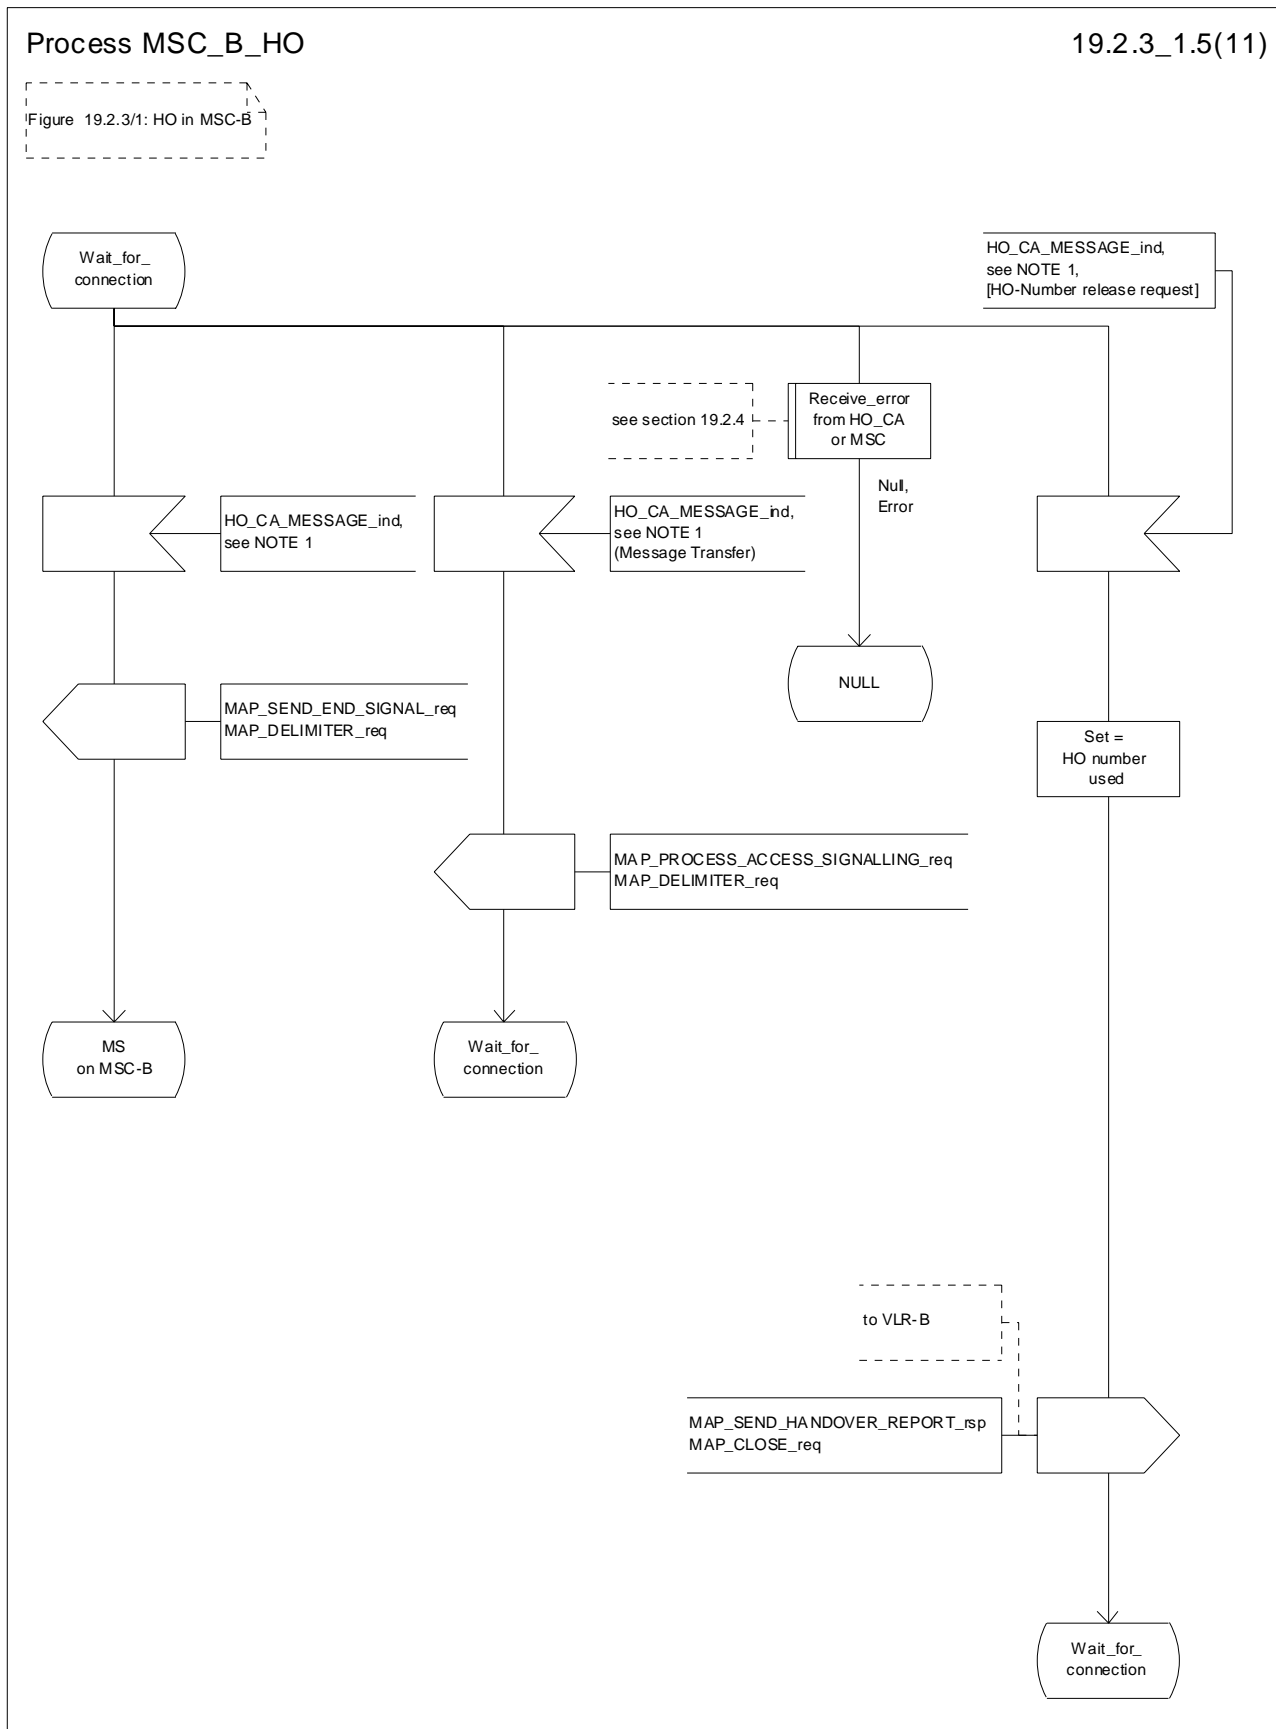 Process MSC_B_HO
19.2.3_1.5(11)
Figure 19.2.3/1: HO in MSC-B
Wait_for_
connection
HO_CA_MESSAGE_ind,
see NOTE 1,
[HO-Number release request]
see section 19.2.4
Receive_error
from HO_CA
or MSC
Null,
Error
HO_CA_MESSAGE_ind,
see NOTE 1
HO_CA_MESSAGE_ind,
see NOTE 1
(Message Transfer)
NULL
MAP_SEND_END_SIGNAL_req
MAP_DELIMITER_req
Set =
HO number
used
MAP_PROCESS_ACCESS_SIGNALLING_req
MAP_DELIMITER_req
MS
on MSC-B
Wait_for_
connection
to VLR-B
MAP_SEND_HANDOVER_REPORT_rsp
MAP_CLOSE_req
Wait_for_
connection